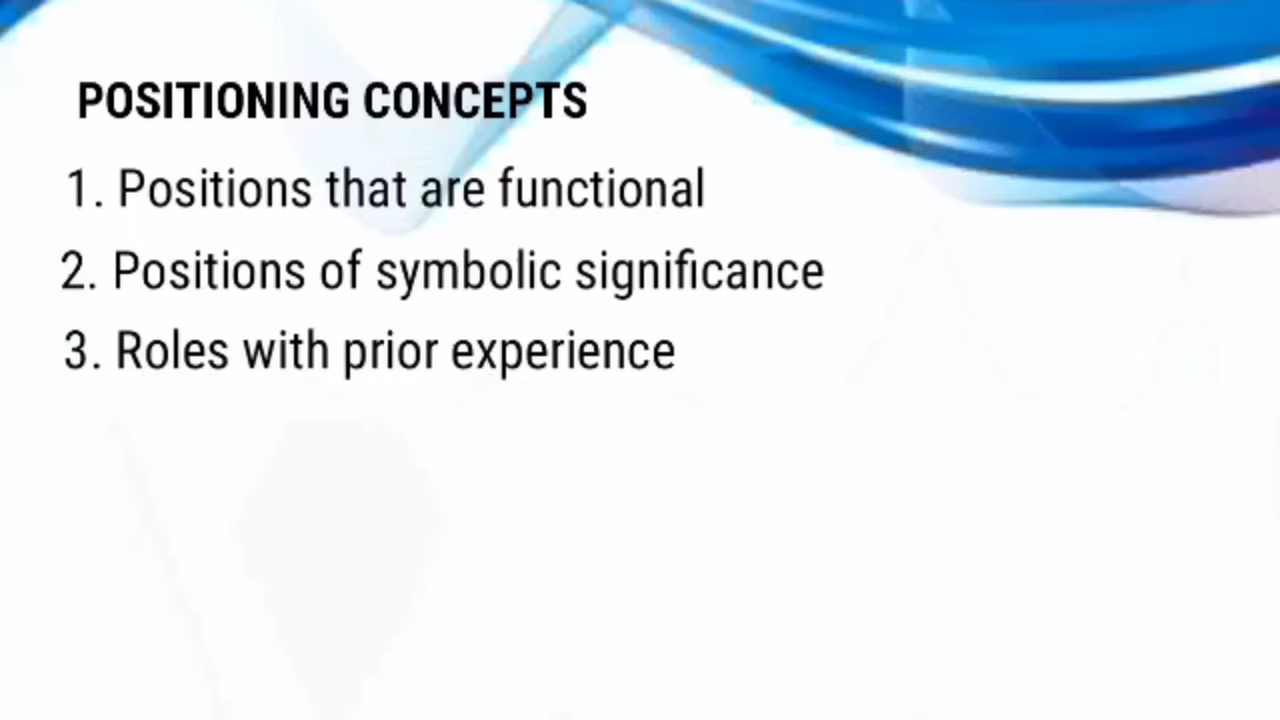 POSITIONING CONCEPTS
1. Positions that are functional
2. Positions of symbolic significance
3. Roles with prior experience